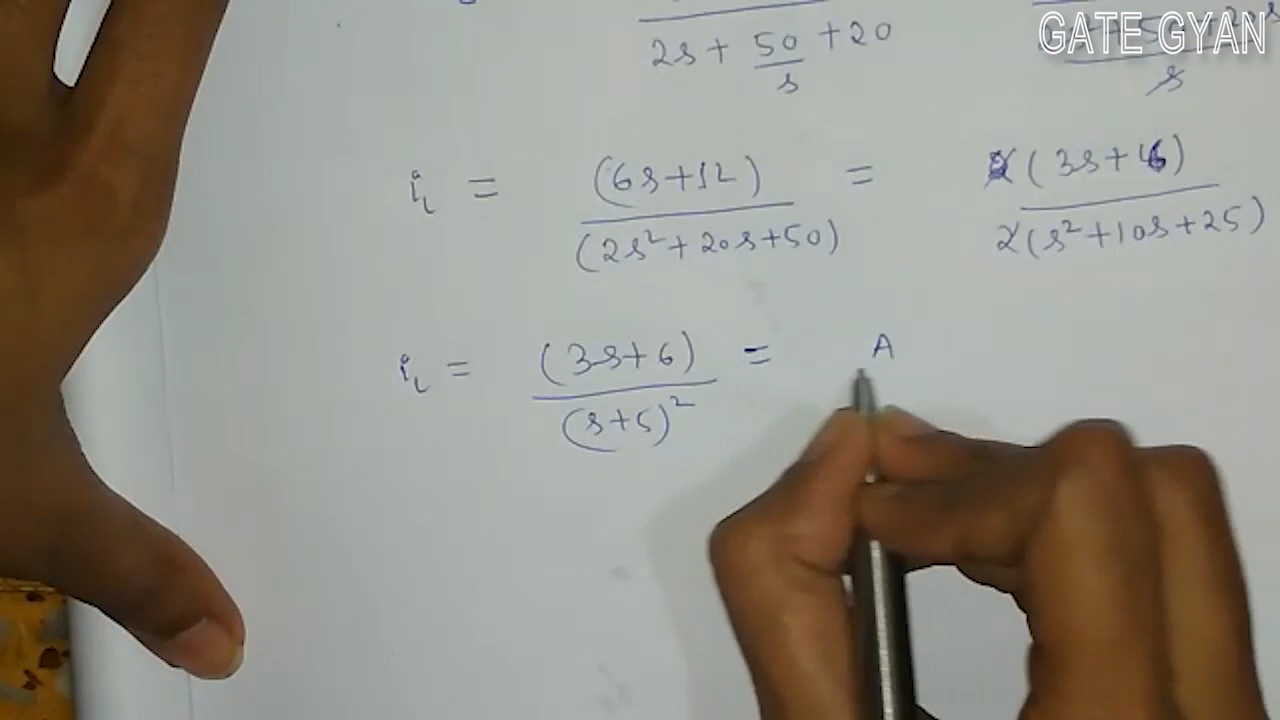 GATE GYAN
2s + 50/s + 20
i_L = (6s+12)/(2s²+20s+50) = 2(3s+6)/2(s²+10s+25)
i_L = (3s+6)/(s+5)² = A